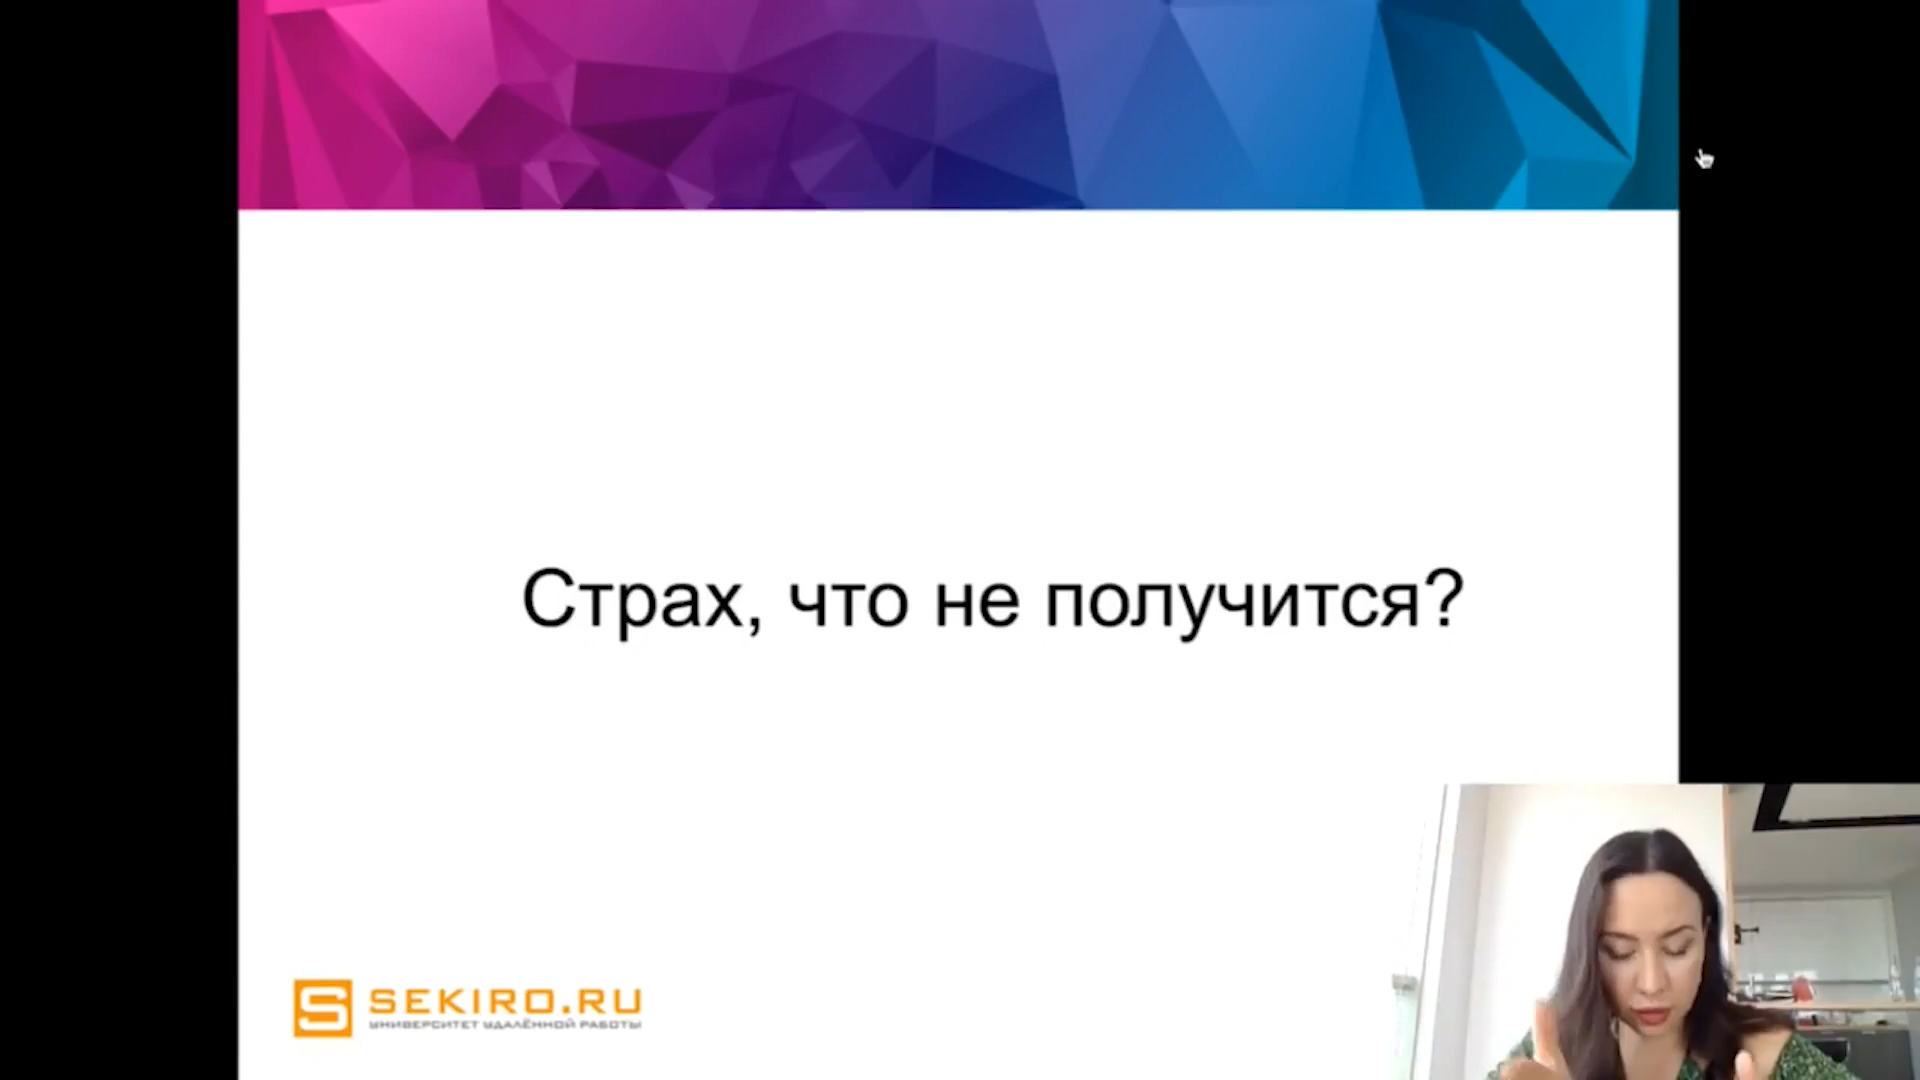 Страх, что не получится?
S SEKIRO.RU
УНИВЕРСИТЕТ УДАЛЁННОЙ РАБОТЫ